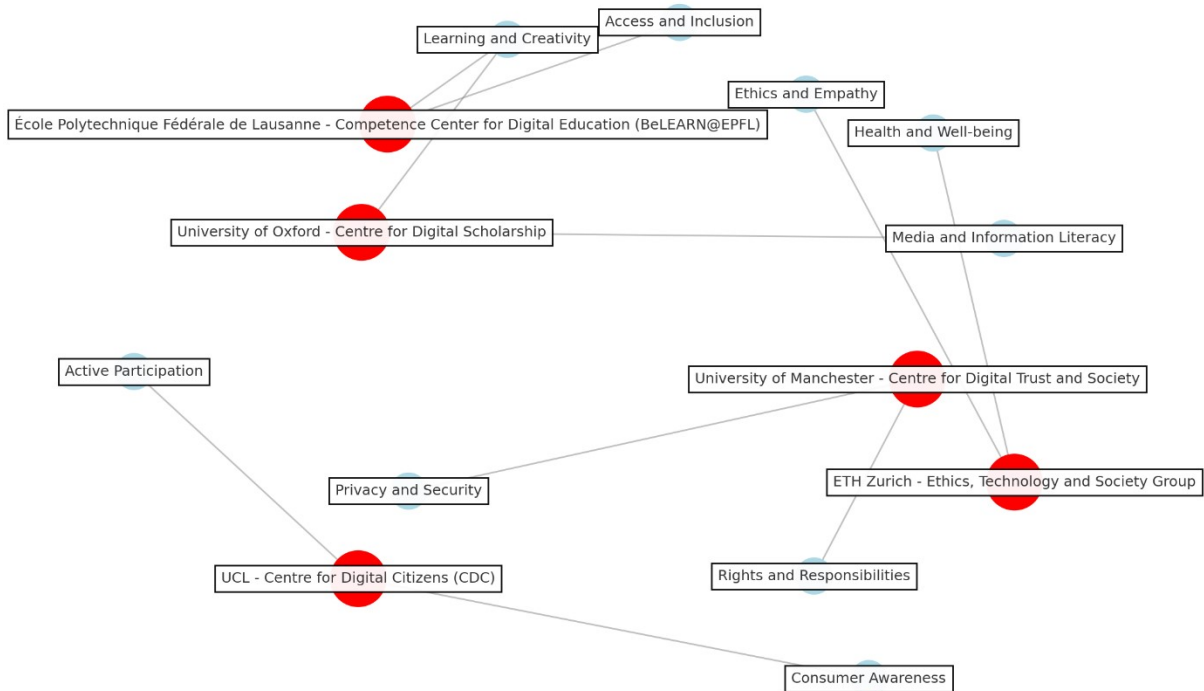 Access and Inclusion
Learning and Creativity
Ethics and Empathy
École Polytechnique Fédérale de Lausanne - Competence Center for Digital Education (BeLEARN@EPFL)
Health and Well-being
University of Oxford - Centre for Digital Scholarship
Media and Information Literacy
Active Participation
University of Manchester - Centre for Digital Trust and Society
Privacy and Security
ETH Zurich - Ethics, Technology and Society Group
UCL - Centre for Digital Citizens (CDC)
Rights and Responsibilities
Consumer Awareness